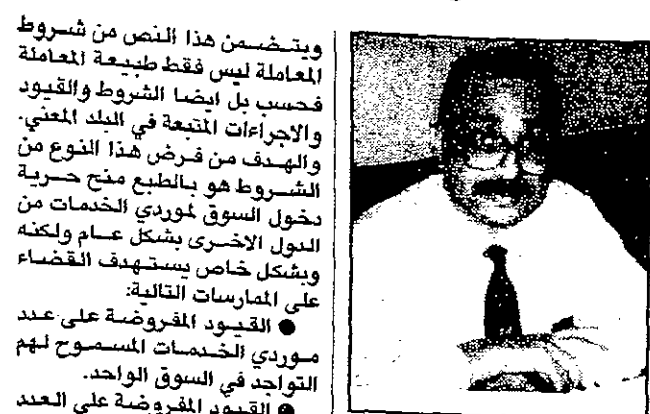 ويتضمن هذا النص من شروط
المعاملة ليس فقط طبيعة المعاملة
فحسب بل ايضا الشروط والقيود
والاجراءات المتبعة في البلد المعني.
والهدف من فرض هذا النوع من
الشروط هو بالطبع منح حرية
دخول السوق لموردي الخدمات من
الدول الاخرى بشكل عام ولكنه
وبشكل خاص يستهدف القضاء
على الممارسات التالية:
● القيود المفروضة على عدد
موردي الخدمات المسموح لهم
التواجد في السوق الواحد.
● القيود المفروضة على العدد